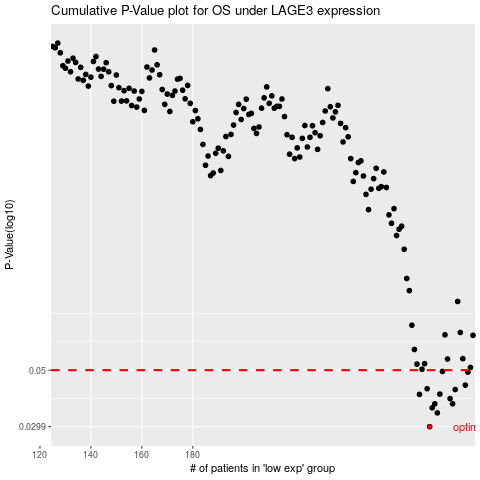 Cumulative P-Value plot for OS under LAGE3 expression
P-Value(log10)
0.05
0.0299
optim
120 140 160 180
# of patients in 'low exp' group